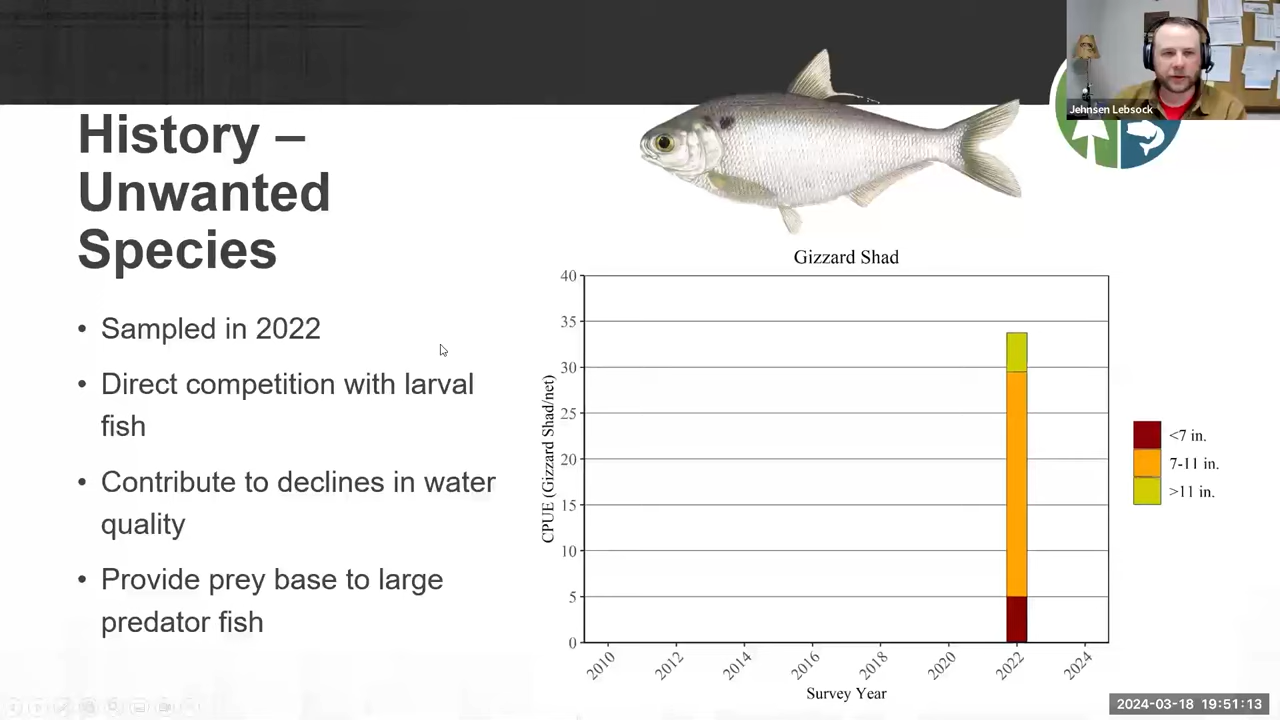 Jehnsen Lebsock
History –
Unwanted
Species
• Sampled in 2022
• Direct competition with larval
fish
• Contribute to declines in water
quality
• Provide prey base to large
predator fish
Gizzard Shad
40
35
30
25
20
15
10
5
0
CPUE (Gizzard Shad/net)
2010
2012
2014
2016
2018
2020
2022
2024
Survey Year
<7 in.
7-11 in.
>11 in.
2024-03-18 19:51:13